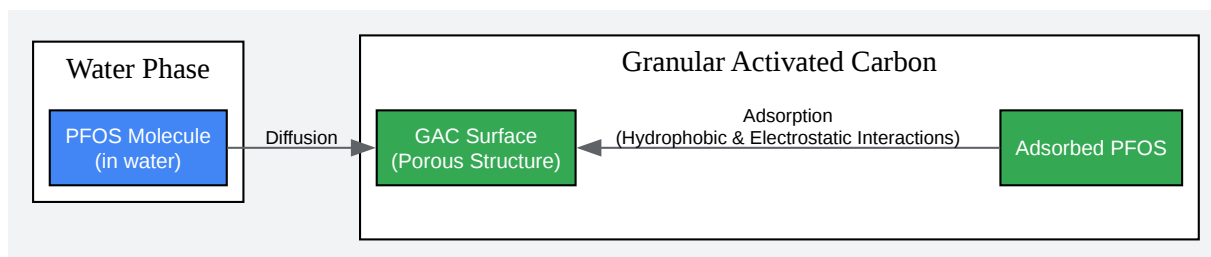 Water Phase
PFOS Molecule
(in water)
Diffusion
Granular Activated Carbon
GAC Surface
(Porous Structure)
Adsorption
(Hydrophobic & Electrostatic Interactions)
Adsorbed PFOS